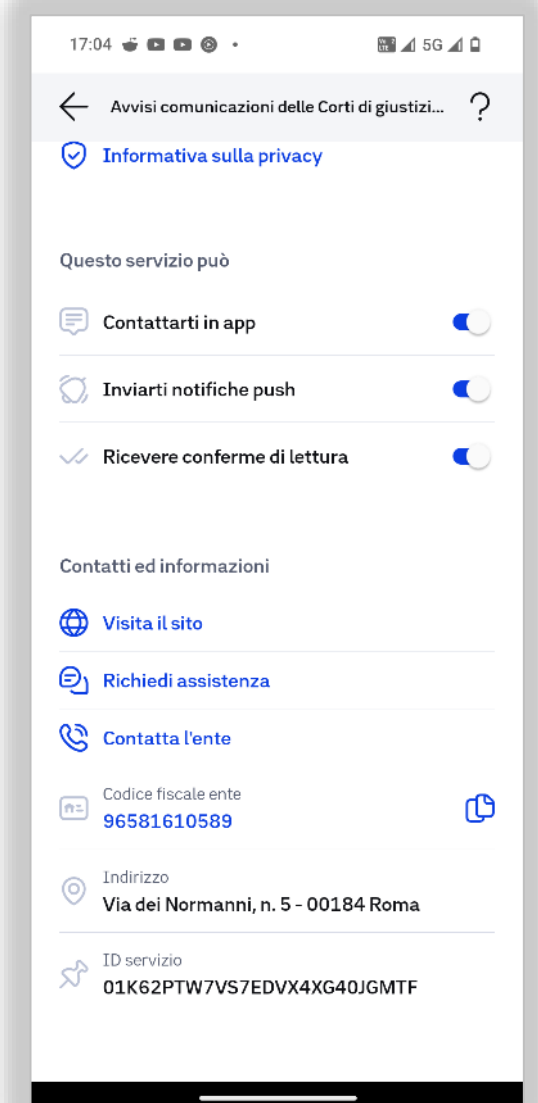 17:04
5G
Avvisi comunicazioni delle Corti di giustizi...
Informativa sulla privacy
Questo servizio può
Contattarti in app
Inviarti notifiche push
Ricevere conferme di lettura
Contatti ed informazioni
Visita il sito
Richiedi assistenza
Contatta l'ente
Codice fiscale ente
96581610589
Indirizzo
Via dei Normanni, n. 5 - 00184 Roma
ID servizio
01K62PTW7VS7EDVX4XG40JGMTF